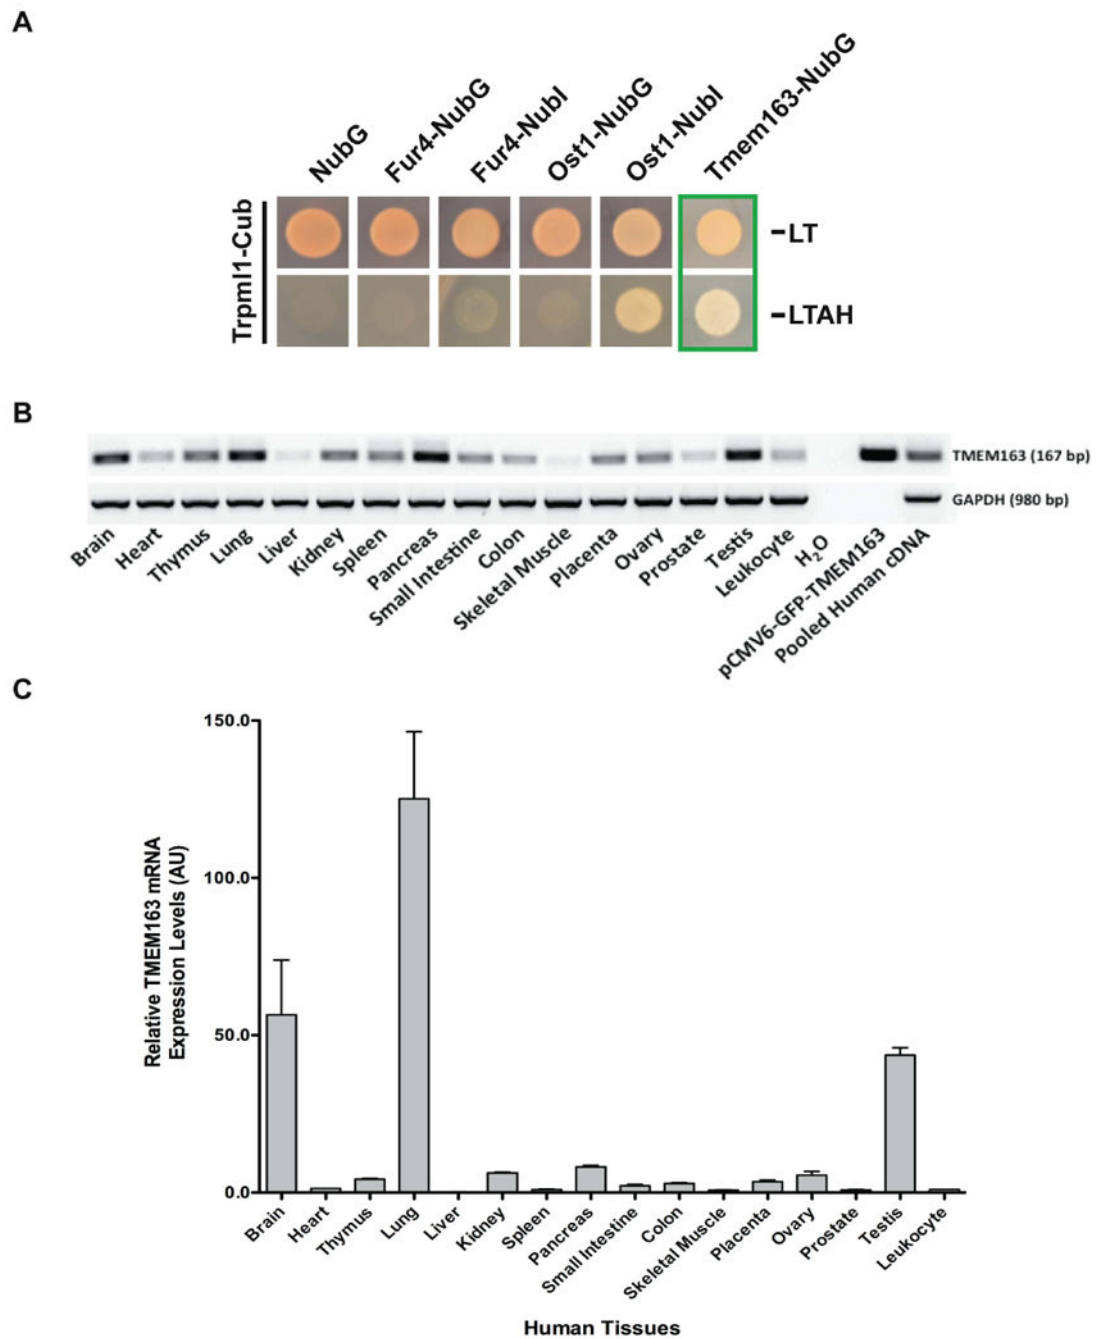 A
NubG
Fur4-NubG
Fur4-NubI
Ost1-NubG
Ost1-NubI
Tmem163-NubG
Trpml1-Cub
-LT
-LTAH
B
TMEM163 (167 bp)
GAPDH (980 bp)
Brain
Heart
Thymus
Lung
Liver
Kidney
Spleen
Pancreas
Small Intestine
Colon
Skeletal Muscle
Placenta
Ovary
Prostate
Testis
Leukocyte
H₂O
pCMV6-GFP-TMEM163
Pooled Human cDNA
C
Relative TMEM163 mRNA
Expression Levels (AU)
150.0
100.0
50.0
0.0
Brain
Heart
Thymus
Lung
Liver
Kidney
Spleen
Pancreas
Small Intestine
Colon
Skeletal Muscle
Placenta
Ovary
Prostate
Testis
Leukocyte
Human Tissues